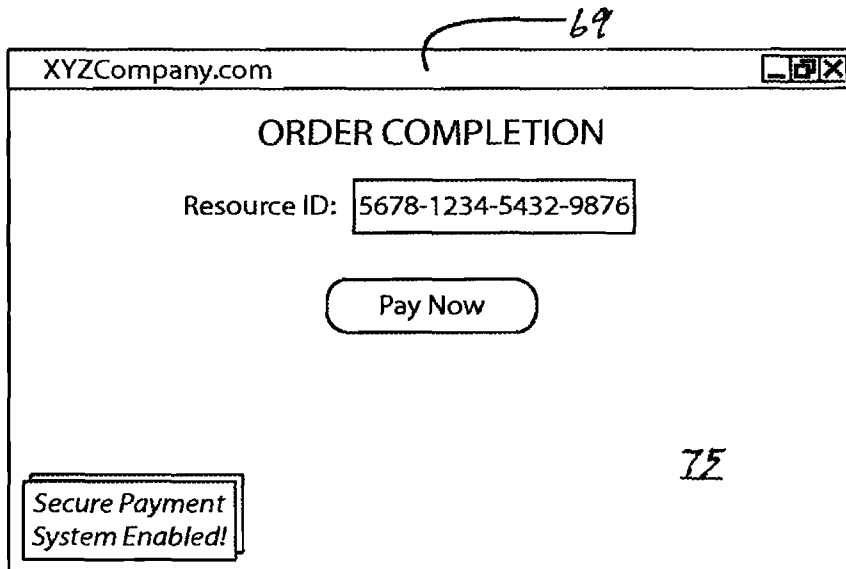 69
XYZCompany.com
ORDER COMPLETION
Resource ID: 5678-1234-5432-9876
Pay Now
75
Secure Payment
System Enabled!